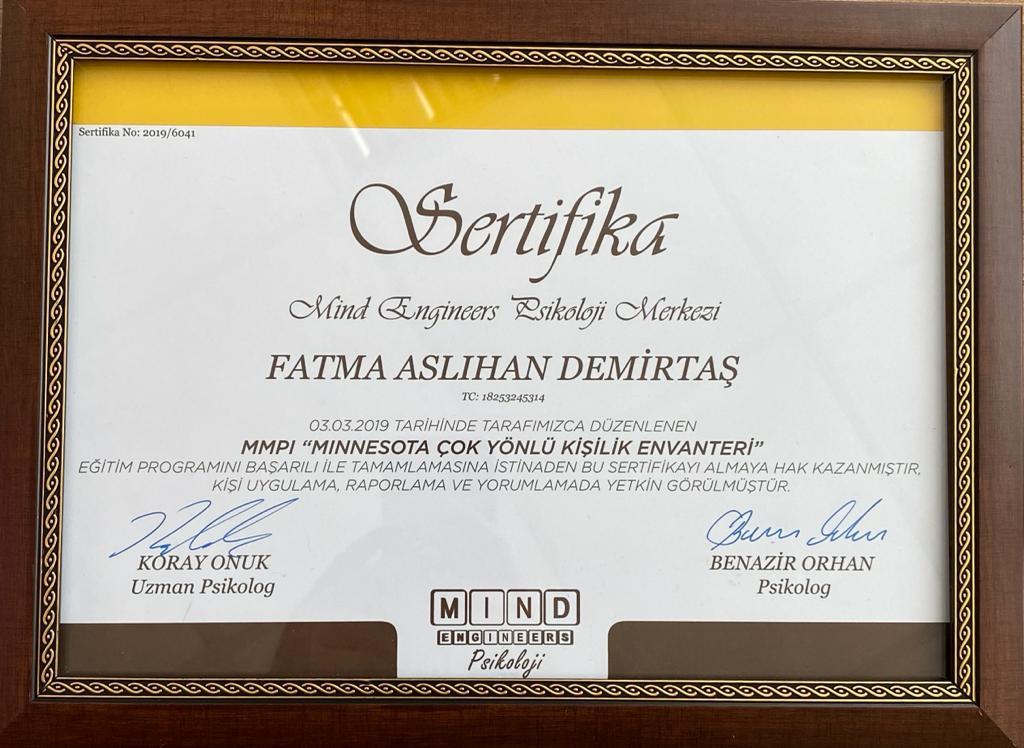 Sertifika No: 2019/6041
Sertifika
Mind Engineers Psikoloji Merkezi
FATMA ASLIHAN DEMİRTAŞ
TC: 18253245314
03.03.2019 TARİHİNDE TARAFIMIZCA DÜZENLENEN
MMPI “MINNESOTA ÇOK YÖNLÜ KİŞİLİK ENVANTERİ”
EĞİTİM PROGRAMINI BAŞARILI İLE TAMAMLAMASINA İSTİNADEN BU SERTİFİKAYI ALMAYA HAK KAZANMIŞTIR,
KİŞİ UYGULAMA, RAPORLAMA VE YORUMLAMADA YETKİN GÖRÜLMÜŞTÜR.
KORAY ONUK
Uzman Psikolog
BENAZİR ORHAN
Psikolog
MIND
ENGINEERS
Psikoloji